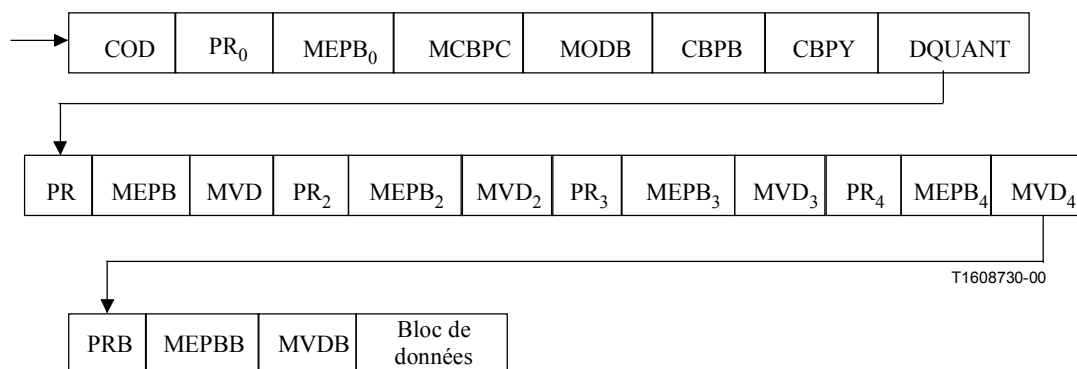 COD PR₀ MEPB₀ MCBPC MODB CBPB CBPY DQUANT
PR MEPB MVD PR₂ MEPB₂ MVD₂ PR₃ MEPB₃ MVD₃ PR₄ MEPB₄ MVD₄
T1608730-00
PRB MEPBB MVDB Bloc de
données